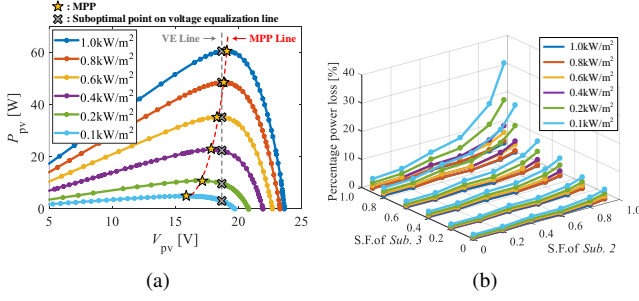 ★: MPP
✖: Suboptimal point on voltage equalization line
VE Line
MPP Line
60
40
20
0
P_pv [W]
1.0kW/m²
0.8kW/m²
0.6kW/m²
0.4kW/m²
0.2kW/m²
0.1kW/m²
5 10 15 20 25
V_pv [V]
(a)
Percentage power loss [%]
40
30
20
10
0
1.0
0.8
0.6
0.4
0.2
0
S.F.of Sub. 3
0
0.2
0.4
0.6
0.8
1.0
S.F.of Sub. 2
1.0kW/m²
0.8kW/m²
0.6kW/m²
0.4kW/m²
0.2kW/m²
0.1kW/m²
(b)